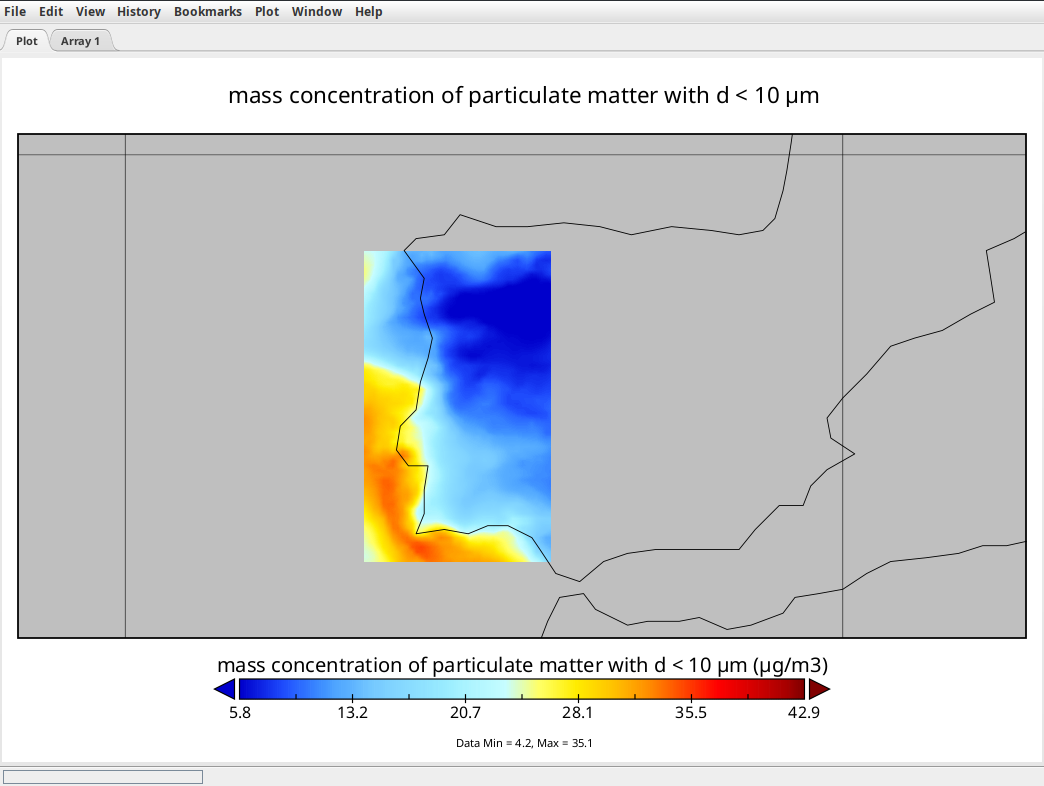 File Edit View History Bookmarks Plot Window Help
Plot Array 1
mass concentration of particulate matter with d < 10 µm
mass concentration of particulate matter with d < 10 µm (µg/m3)
5.8 13.2 20.7 28.1 35.5 42.9
Data Min = 4.2, Max = 35.1